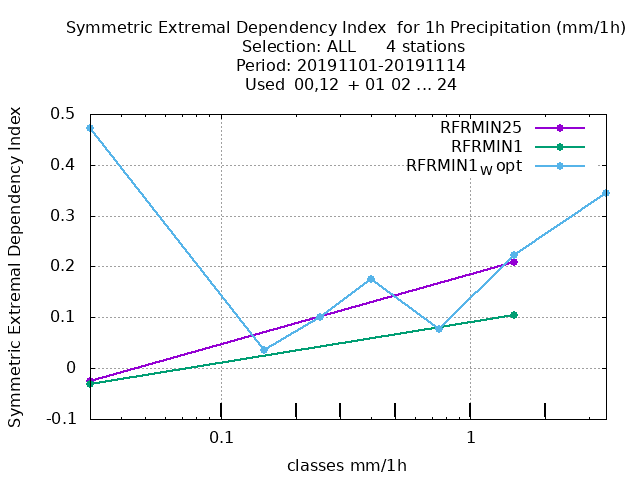 Symmetric Extremal Dependency Index for 1h Precipitation (mm/1h)
Selection: ALL 4 stations
Period: 20191101-20191114
Used 00,12 + 01 02 ... 24
Symmetric Extremal Dependency Index
0.5
0.4
0.3
0.2
0.1
0
-0.1
RFRMIN25
RFRMIN1
RFRMIN1W opt
0.1 1
classes mm/1h